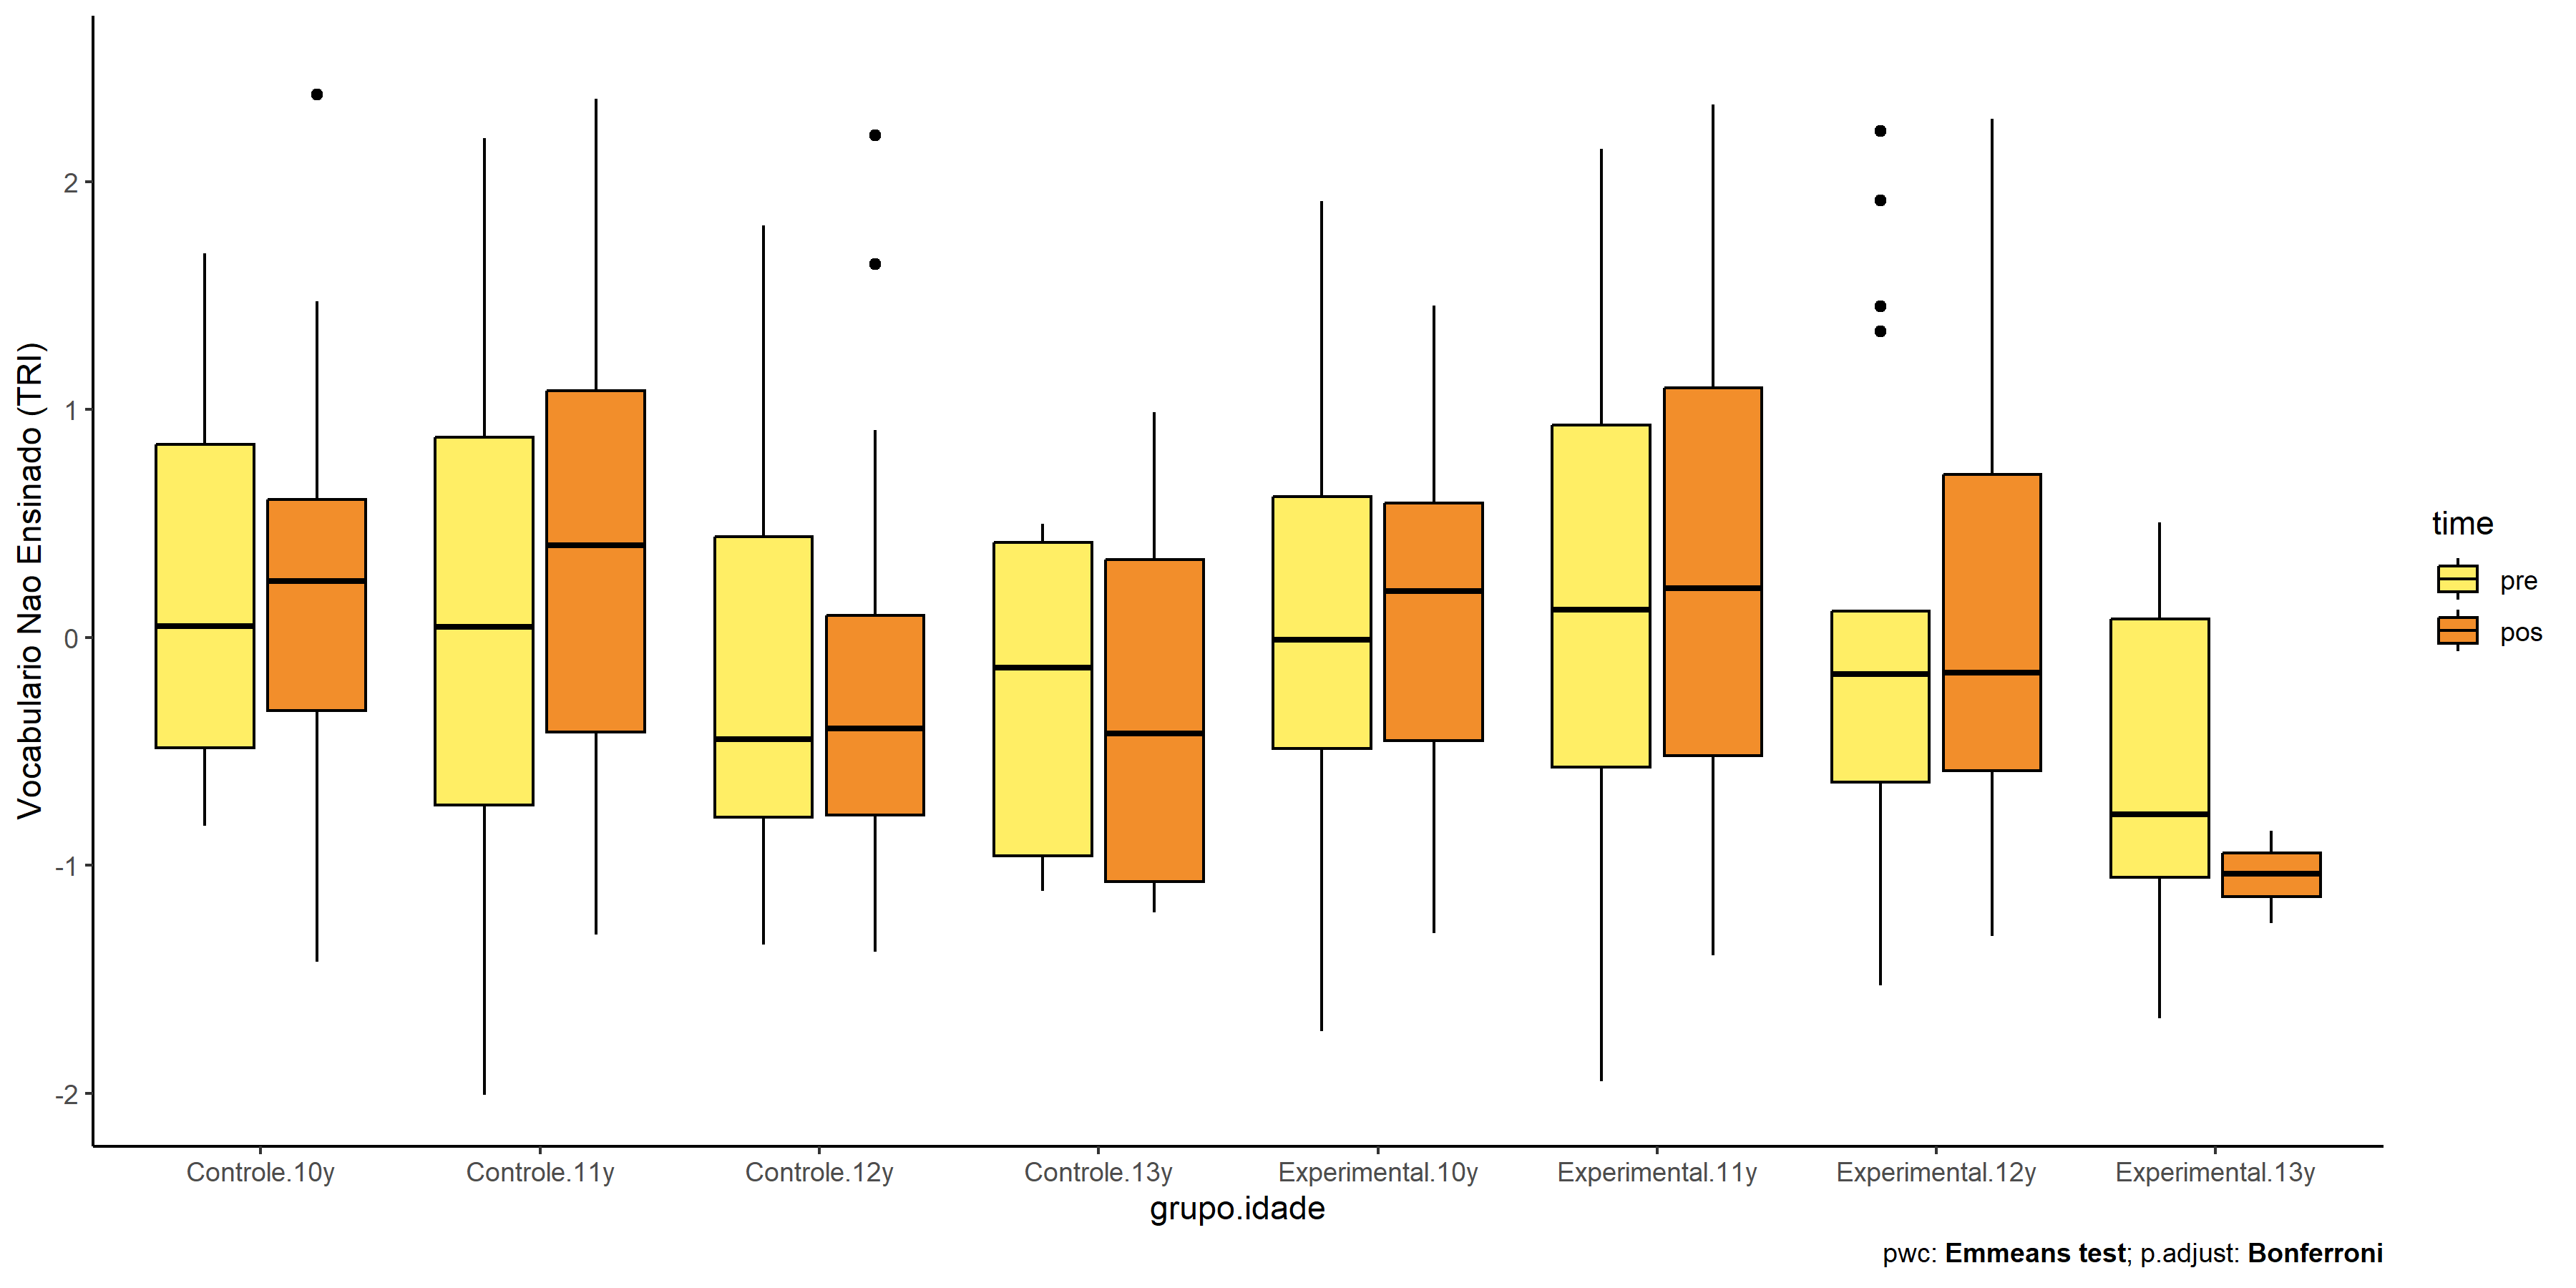 Vocabulario Nao Ensinado (TRI)
2
1
0
-1
-2
Controle.10y
Controle.11y
Controle.12y
Controle.13y
Experimental.10y
Experimental.11y
Experimental.12y
Experimental.13y
grupo.idade
time
pre
pos
pwc: Emmeans test; p.adjust: Bonferroni